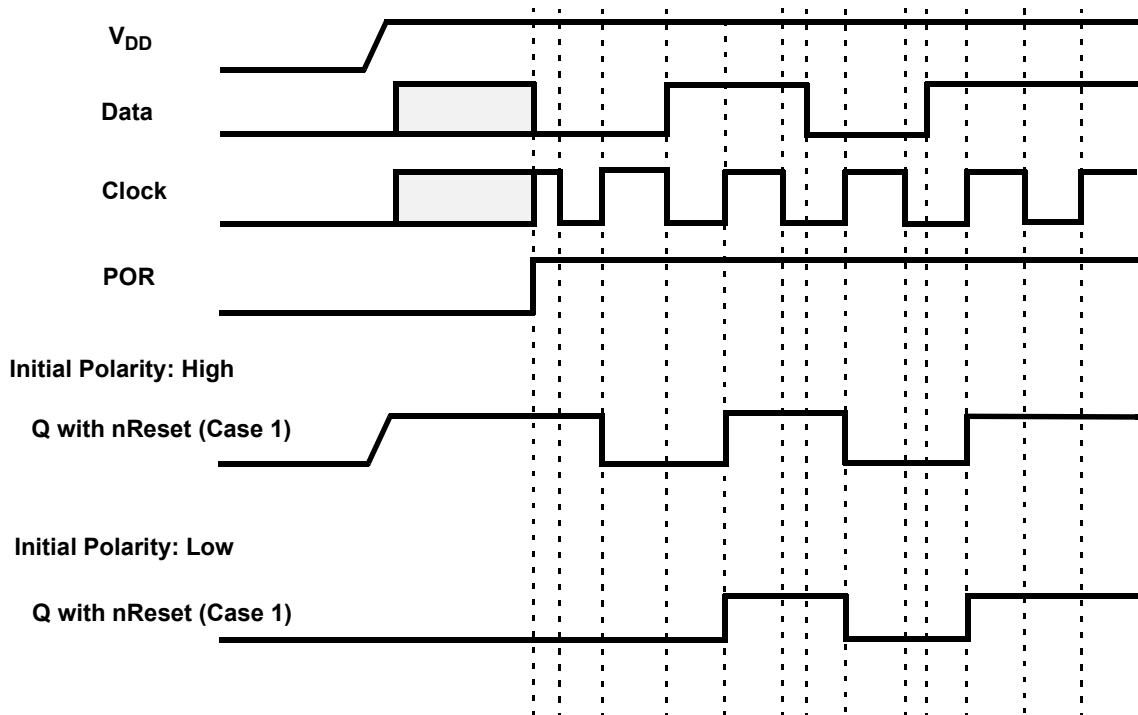 VDD
Data
Clock
POR
Initial Polarity: High
Q with nReset (Case 1)
Initial Polarity: Low
Q with nReset (Case 1)